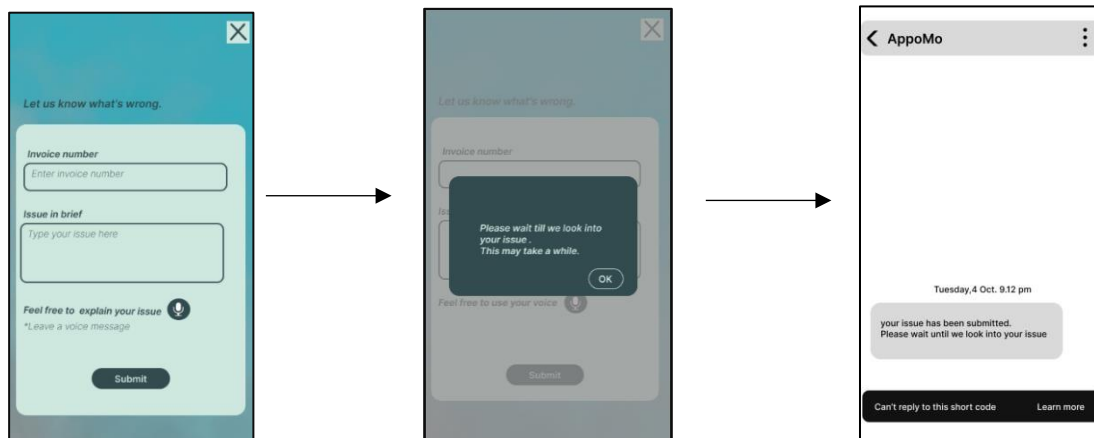 Let us know what's wrong.
Invoice number
Enter invoice number
Issue in brief
Type your issue here
Feel free to explain your issue
*Leave a voice message
Submit
Let us know what's wrong.
Invoice number
Iss
Please wait till we look into
your issue .
This may take a while.
OK
Feel free to use your voice
Submit
AppoMo
Tuesday,4 Oct. 9.12 pm
your issue has been submitted.
Please wait until we look into your issue
Can't reply to this short code Learn more